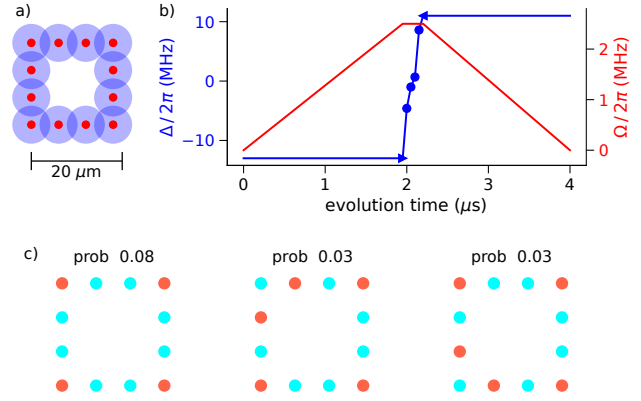 a)
20 μm
b)
10
0
−10
Δ/2π (MHz)
0
1
2
3
4
evolution time (μs)
2
1
0
Ω/2π (MHz)
c)
prob 0.08
prob 0.03
prob 0.03